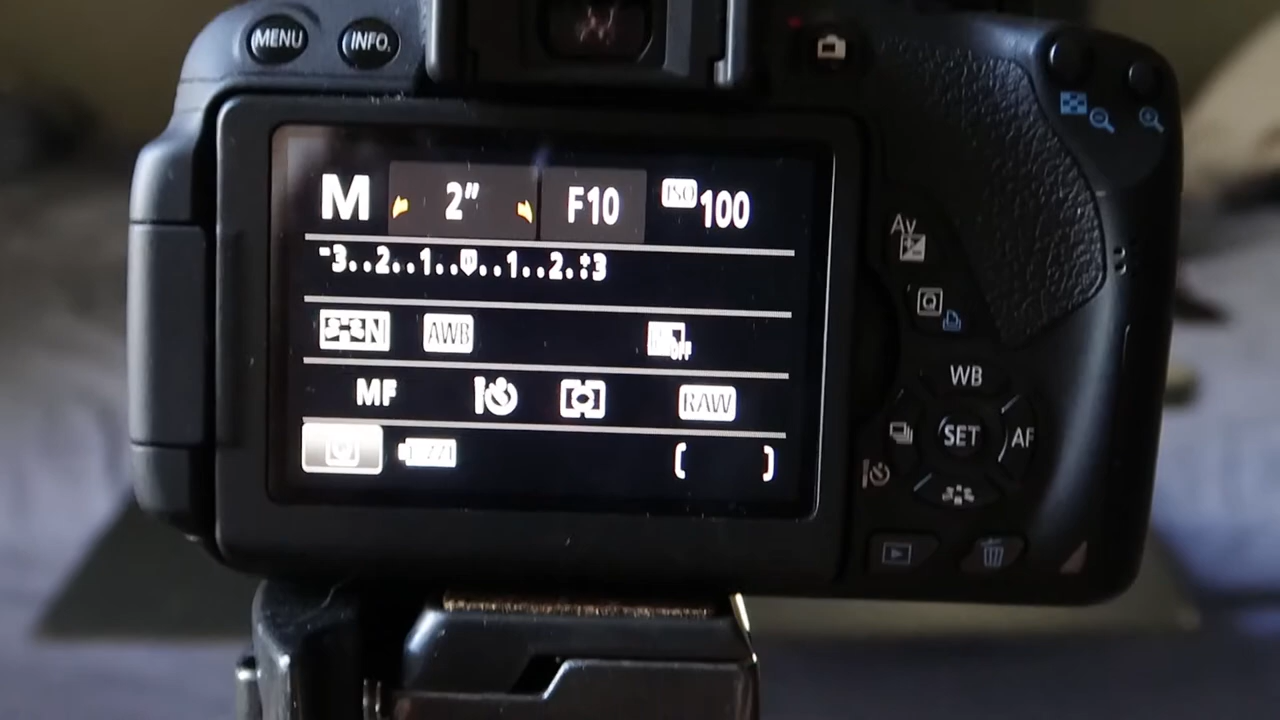 MENU INFO.
M 2" F10 ISO 100
-3..2..1..0..1..2..+3
N AWB OFF
MF RAW
Q [ ]
Av
Q
WB
SET AF